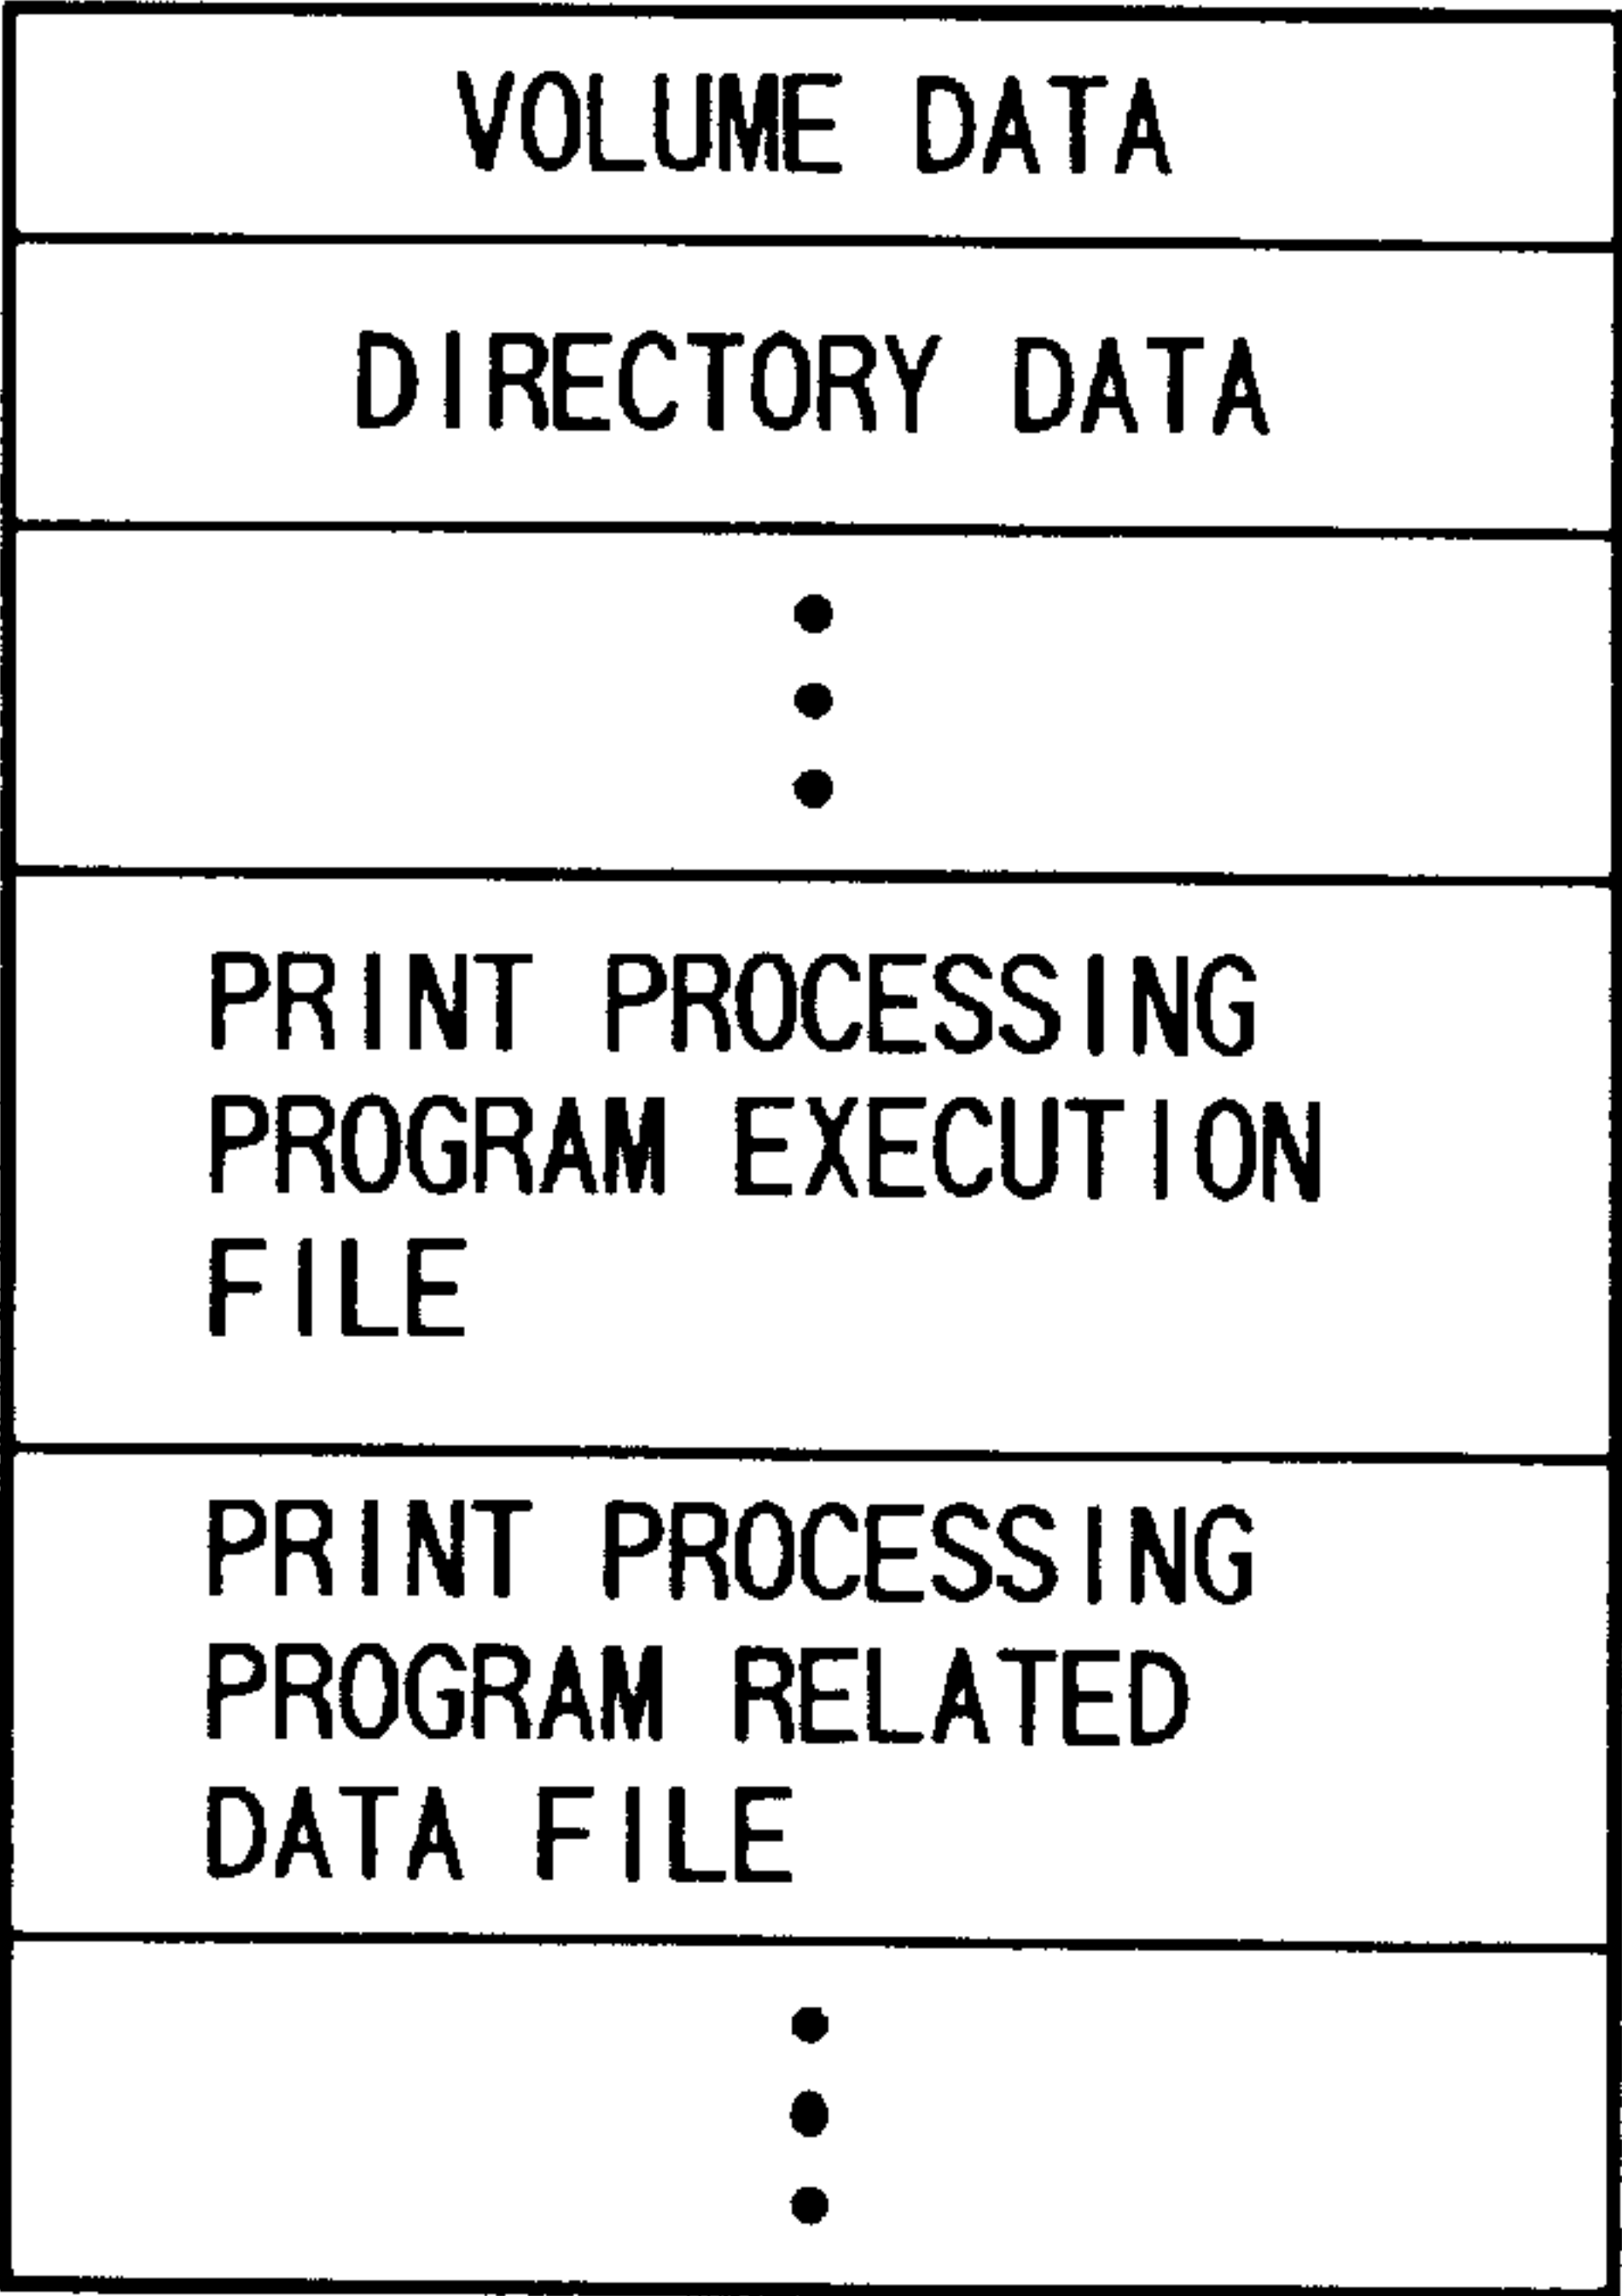 VOLUME DATA
DIRECTORY DATA
PRINT PROCESSING
PROGRAM EXECUTION
FILE
PRINT PROCESSING
PROGRAM RELATED
DATA FILE